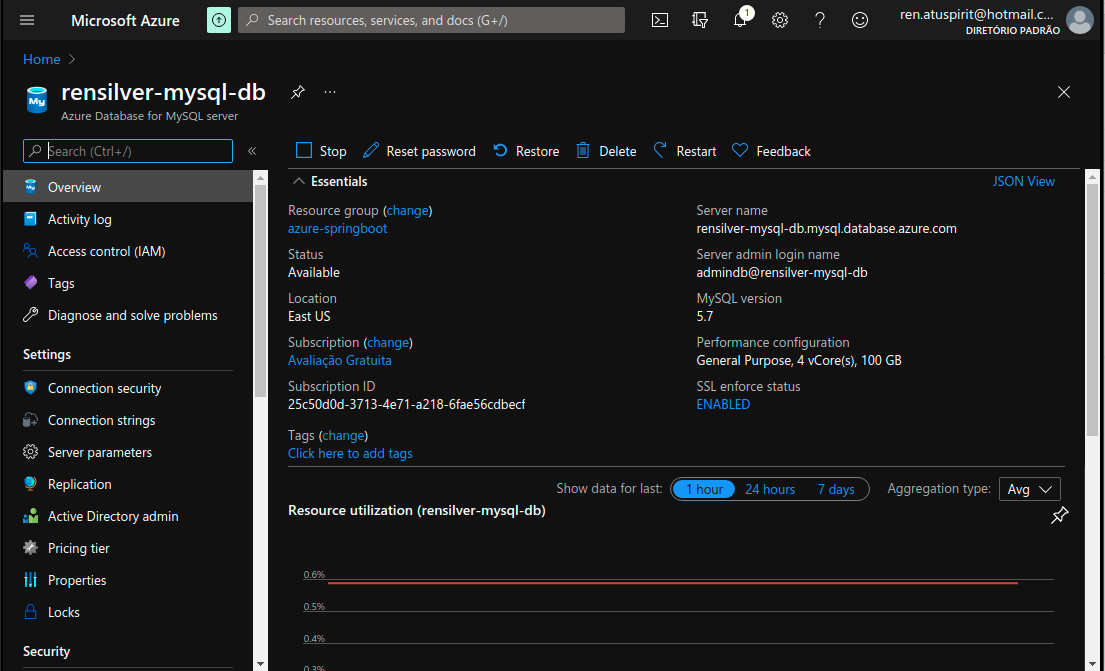 Microsoft Azure
Search resources, services, and docs (G+/)
1
ren.atuspirit@hotmail.c...
DIRETÓRIO PADRÃO
Home
rensilver-mysql-db
...
Azure Database for MySQL server
Search (Ctrl+/)
«
Stop
Reset password
Restore
Delete
Restart
Feedback
Overview
Activity log
Access control (IAM)
Tags
Diagnose and solve problems
Settings
Connection security
Connection strings
Server parameters
Replication
Active Directory admin
Pricing tier
Properties
Locks
Security
Essentials
JSON View
Resource group (change)
azure-springboot
Status
Available
Location
East US
Subscription (change)
Avaliação Gratuita
Subscription ID
25c50d0d-3713-4e71-a218-6fae56cdbecf
Tags (change)
Click here to add tags
Server name
rensilver-mysql-db.mysql.database.azure.com
Server admin login name
admindb@rensilver-mysql-db
MySQL version
5.7
Performance configuration
General Purpose, 4 vCore(s), 100 GB
SSL enforce status
ENABLED
Show data for last:
1 hour
24 hours
7 days
Aggregation type:
Avg
Resource utilization (rensilver-mysql-db)
0.6%
0.5%
0.4%
0.3%